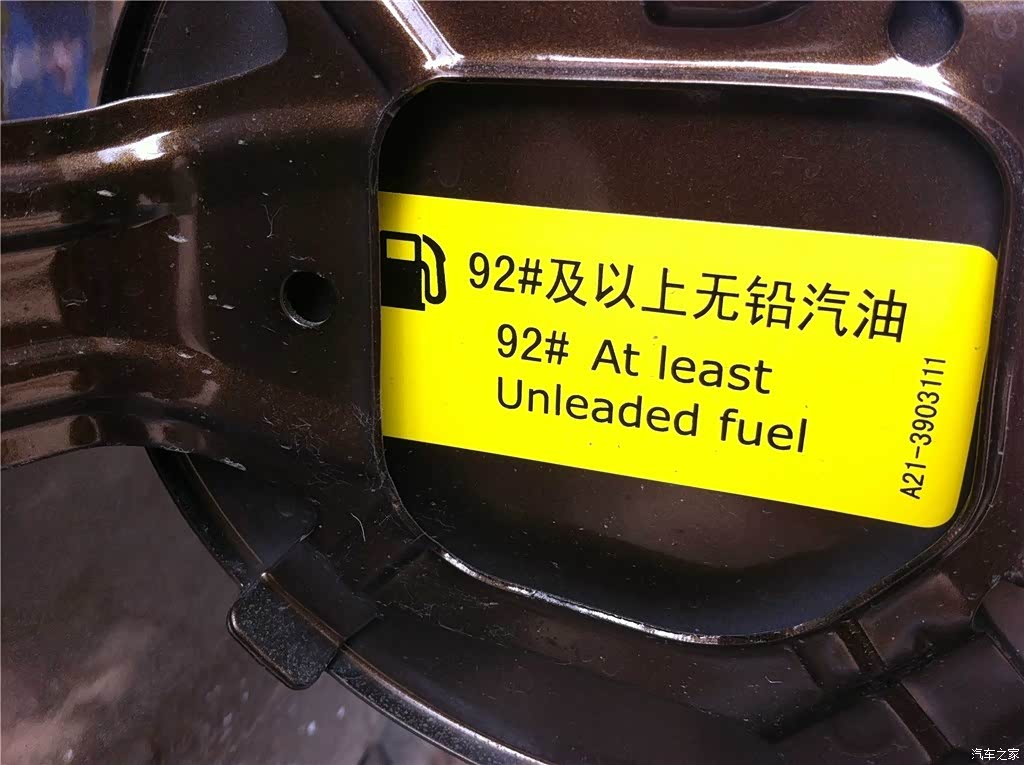 92#及以上无铅汽油
92# At least
Unleaded fuel
A21-3903111
汽车之家